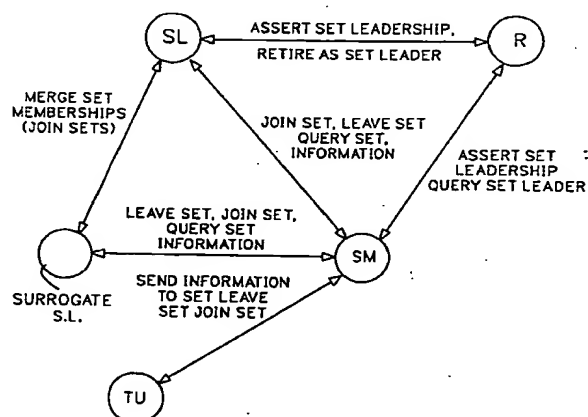 SL
ASSERT SET LEADERSHIP,
RETIRE AS SET LEADER
R
MERGE SET
MEMBERSHIPS
(JOIN SETS)
JOIN SET, LEAVE SET
QUERY SET,
INFORMATION
ASSERT SET
LEADERSHIP
QUERY SET LEADER
LEAVE SET, JOIN SET,
QUERY SET
INFORMATION
SM
SURROGATE
S.L.
SEND INFORMATION
TO SET LEAVE
SET JOIN SET
TU